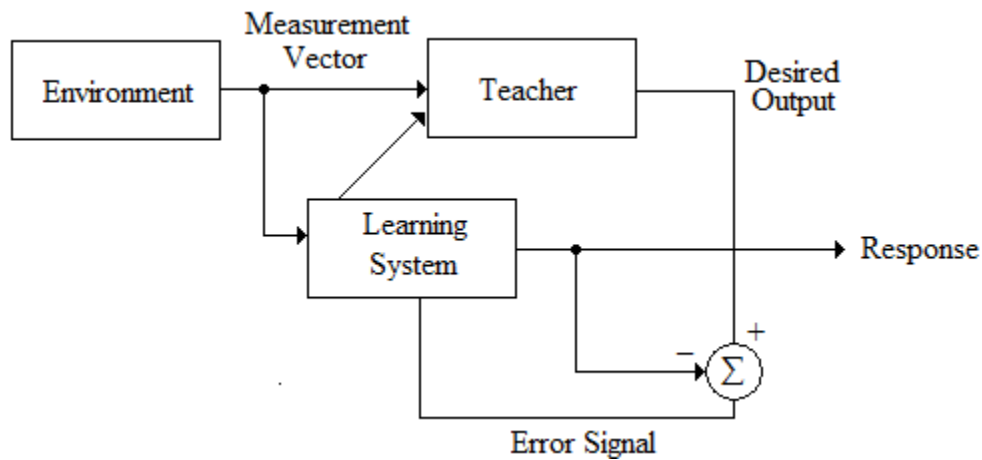 Measurement
Vector
Environment
Teacher
Desired
Output
Learning
System
Response
+
−
Σ
Error Signal